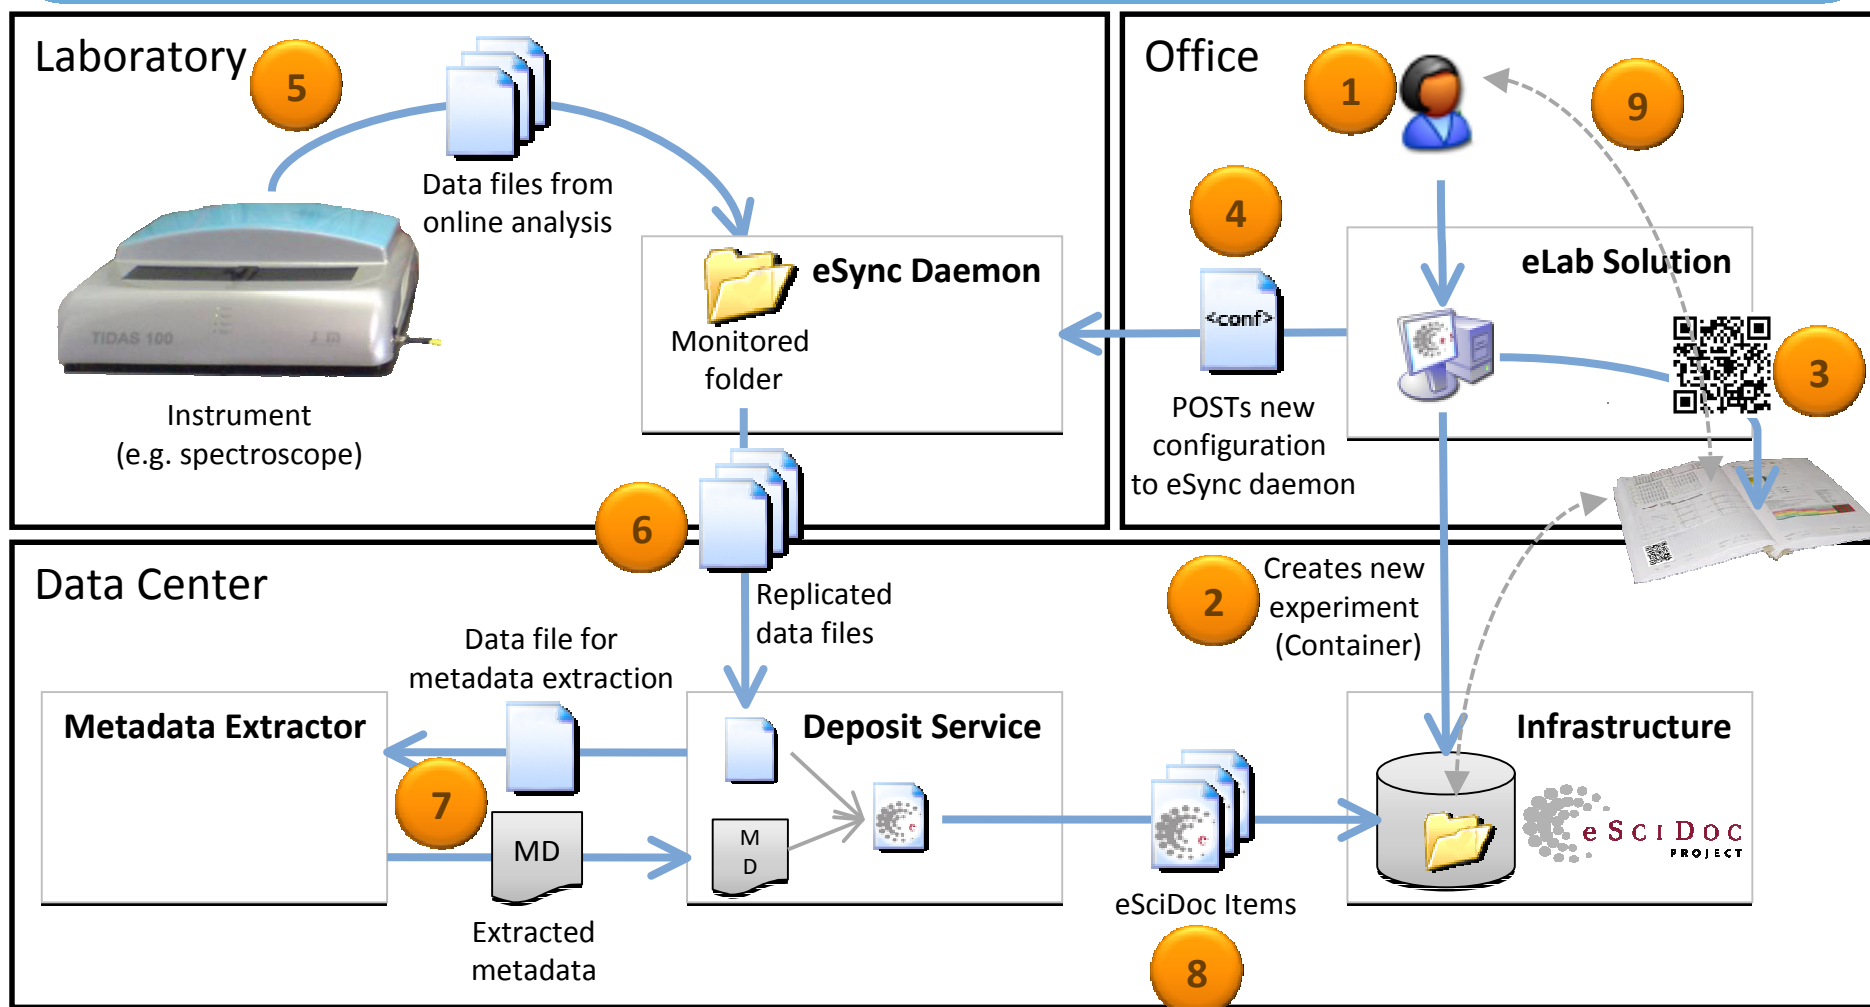 Laboratory
5
Data files from
online analysis
TIDAS 100
Instrument
(e.g. spectroscope)
eSync Daemon
Monitored
folder
Office
1
9
4
<conf>
POSTs new
configuration
to eSync daemon
eLab Solution
3
6
Data Center
Replicated
data files
2
Creates new
experiment
(Container)
Data file for
metadata extraction
Metadata Extractor
7
MD
Extracted
metadata
Deposit Service
M
D
e
eSciDoc Items
8
Infrastructure
eSCIDOC
PROJECT